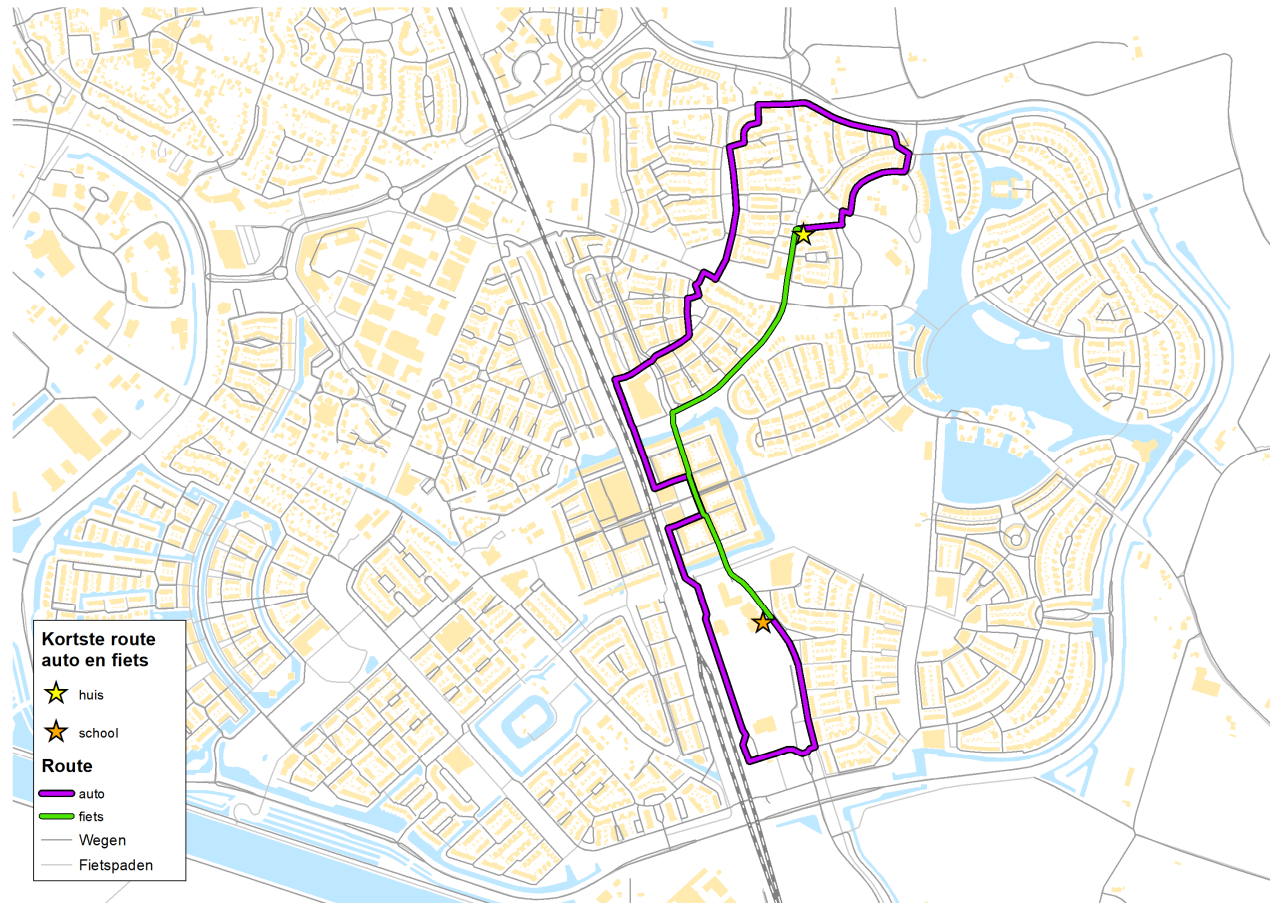 Kortste route
auto en fiets
huis
school
Route
auto
fiets
Wegen
Fietspaden